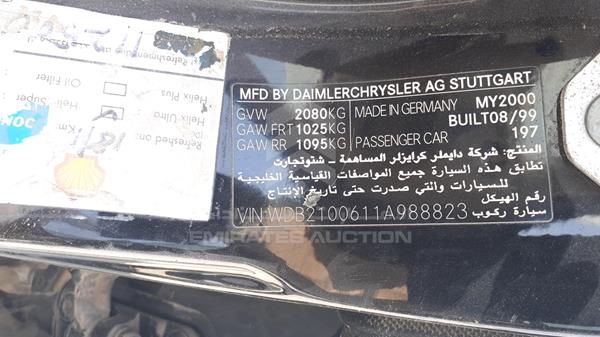 MFD BY DAIMLERCHRYSLER AG STUTTGART
GVW 2080KG MADE IN GERMANY MY2000
GAW FRT 1025KG BUILT08/99
GAW RR 1095KG PASSENGER CAR 197
المنتج: شركة دايملر كرايزلر المساهمة - شتوتجارت
تطابق هذه السيارة جميع المواصفات القياسية الخليجية
للسيارات والتي صدرت حتى تاريخ الإنتاج
رقم الهيكل
VIN WDB2100611A988823 سيارة ركوب
EMIRATES AUCTION
Oil Filter
Helix Plus
Helix Super
Helix Ultra
Refreshed on:
Km